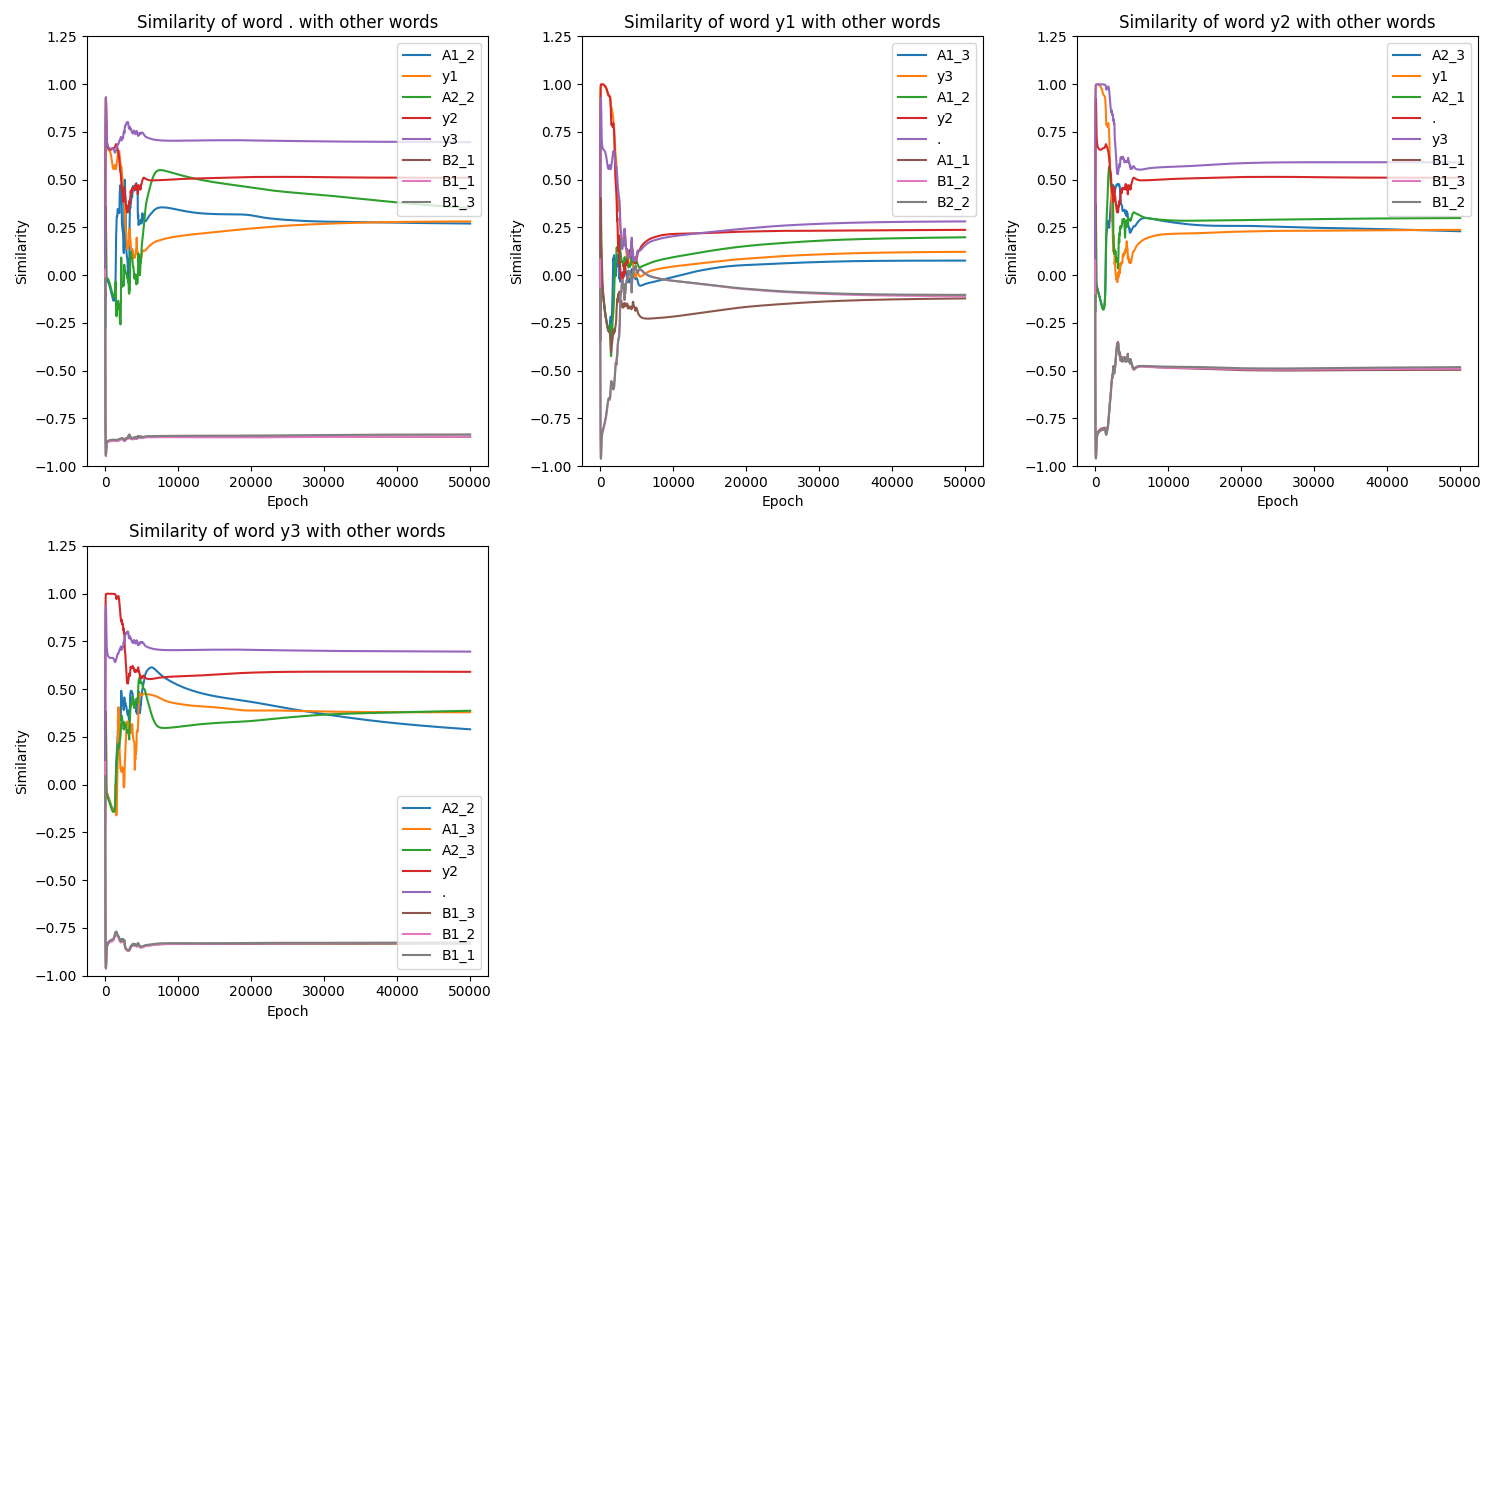 Similarity of word . with other words
1.25
1.00
0.75
0.50
0.25
0.00
−0.25
−0.50
−0.75
−1.00
Similarity
0 10000 20000 30000 40000 50000
Epoch
A1_2
y1
A2_2
y2
y3
B2_1
B1_1
B1_3
Similarity of word y1 with other words
1.25
1.00
0.75
0.50
0.25
0.00
−0.25
−0.50
−0.75
−1.00
Similarity
0 10000 20000 30000 40000 50000
Epoch
A1_3
y3
A1_2
y2
.
A1_1
B1_2
B2_2
Similarity of word y2 with other words
1.25
1.00
0.75
0.50
0.25
0.00
−0.25
−0.50
−0.75
−1.00
Similarity
0 10000 20000 30000 40000 50000
Epoch
A2_3
y1
A2_1
.
y3
B1_1
B1_3
B1_2
Similarity of word y3 with other words
1.25
1.00
0.75
0.50
0.25
0.00
−0.25
−0.50
−0.75
−1.00
Similarity
0 10000 20000 30000 40000 50000
Epoch
A2_2
A1_3
A2_3
y2
.
B1_3
B1_2
B1_1